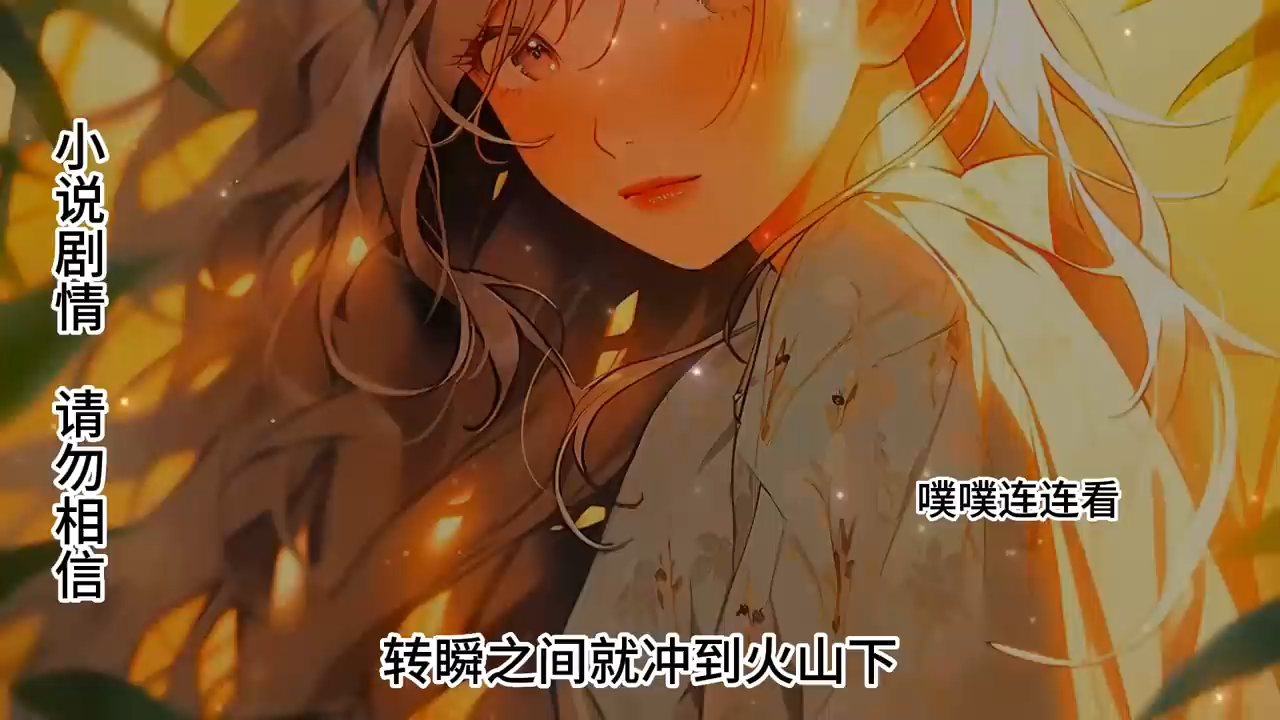 小说剧情 请勿相信
噗噗连连看
转瞬之间就冲到火山下